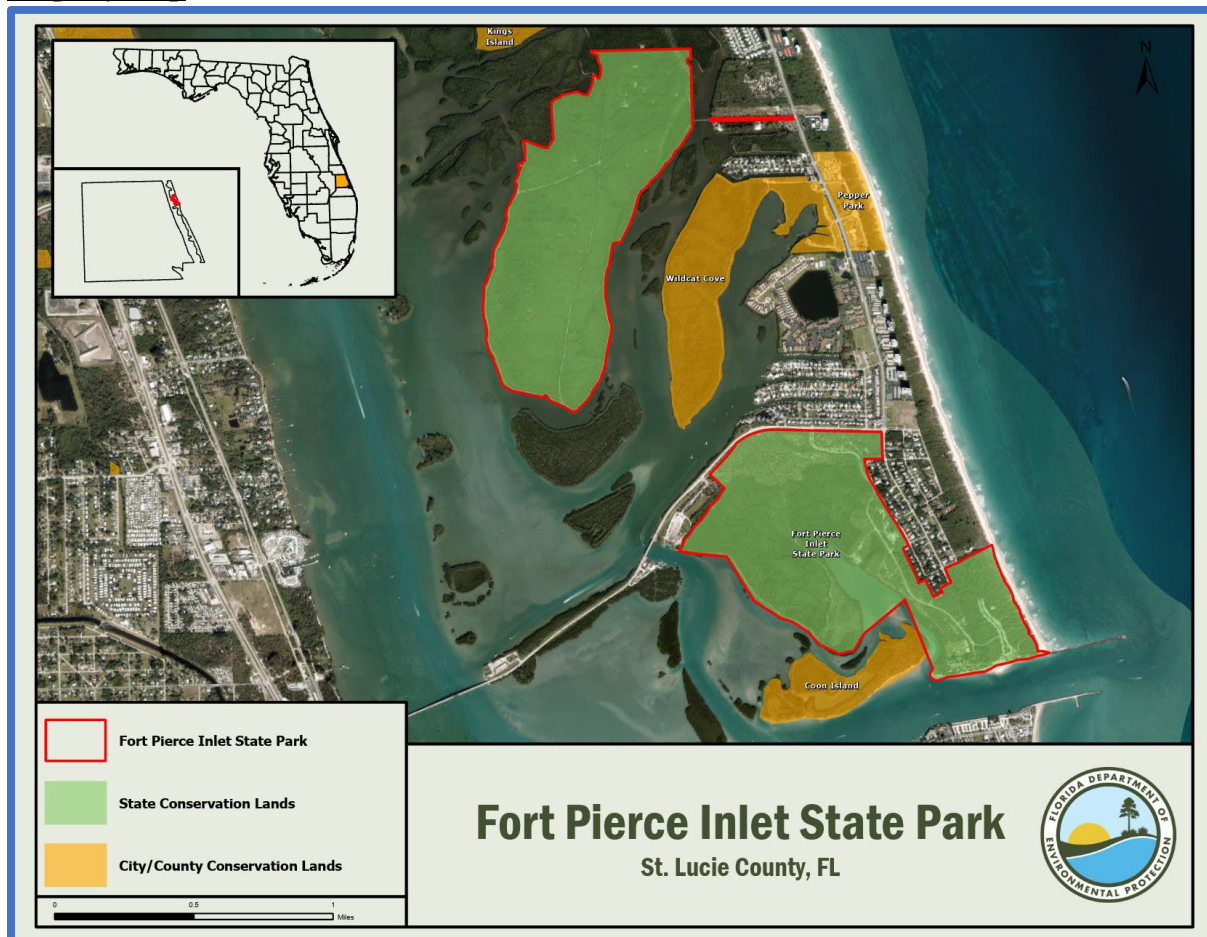 Kings
Island
N
Pepper
Park
Wildcat Cove
Fort Pierce
Inlet
State Park
Coon Island
Fort Pierce Inlet State Park
State Conservation Lands
City/County Conservation Lands
0 0.5 1
Miles
Fort Pierce Inlet State Park
St. Lucie County, FL
FLORIDA DEPARTMENT OF
ENVIRONMENTAL PROTECTION